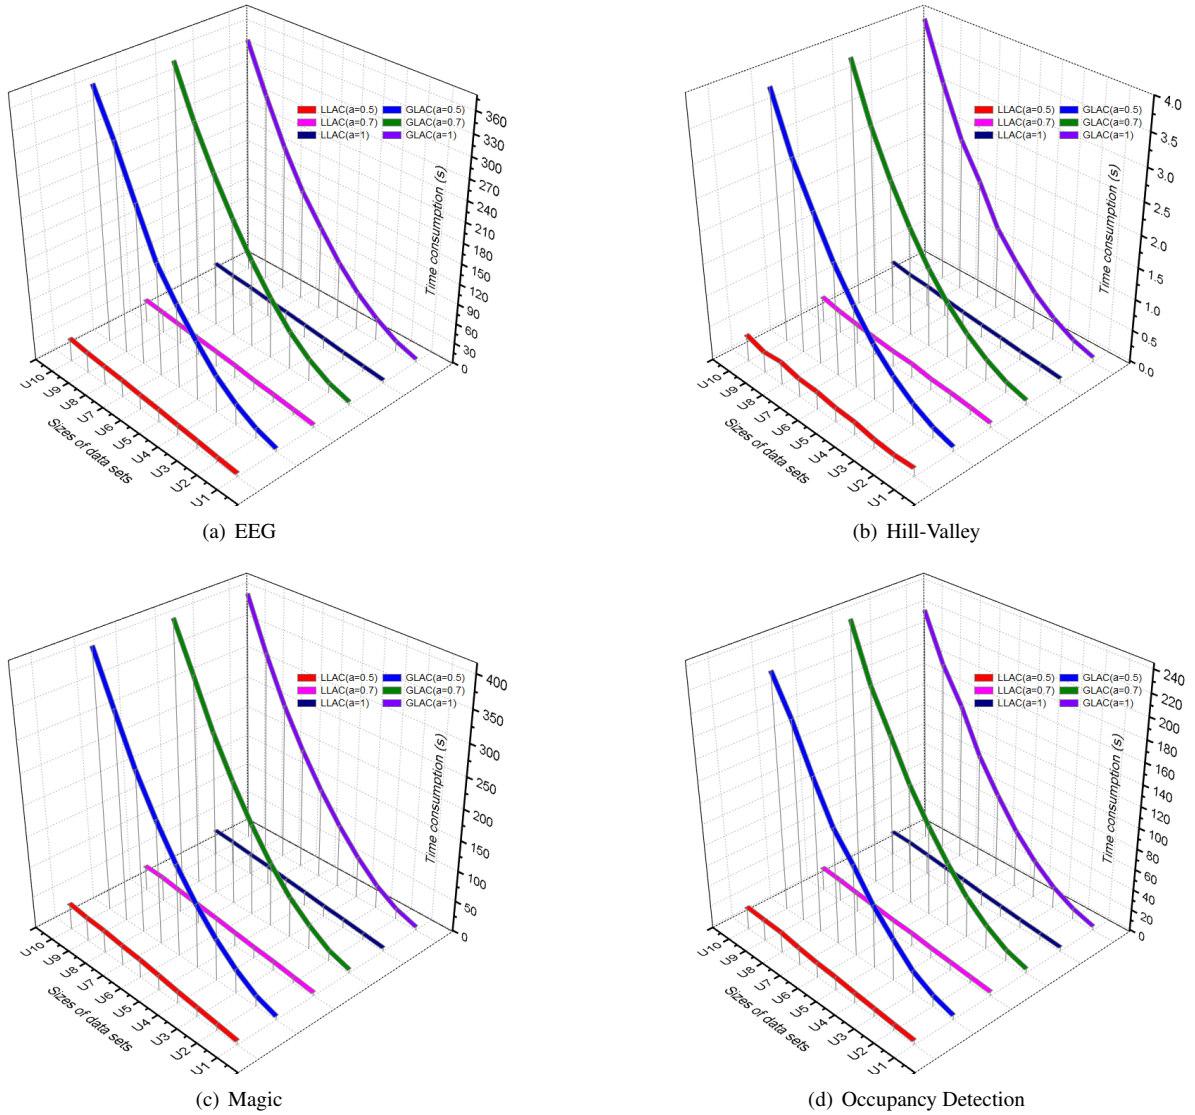 LLAC(a=0.5) GLAC(a=0.5)
LLAC(a=0.7) GLAC(a=0.7)
LLAC(a=1) GLAC(a=1)
360
330
300
270
240
210
180
150
120
90
60
30
0
Time consumption (s)
U10
U9
U8
U7
U6
U5
U4
U3
U2
U1
Sizes of data sets
(a) EEG
LLAC(a=0.5) GLAC(a=0.5)
LLAC(a=0.7) GLAC(a=0.7)
LLAC(a=1) GLAC(a=1)
4.0
3.5
3.0
2.5
2.0
1.5
1.0
0.5
0.0
Time consumption (s)
U10
U9
U8
U7
U6
U5
U4
U3
U2
U1
Sizes of data sets
(b) Hill-Valley
LLAC(a=0.5) GLAC(a=0.5)
LLAC(a=0.7) GLAC(a=0.7)
LLAC(a=1) GLAC(a=1)
400
350
300
250
200
150
100
50
0
Time consumption (s)
U10
U9
U8
U7
U6
U5
U4
U3
U2
U1
Sizes of data sets
(c) Magic
LLAC(a=0.5) GLAC(a=0.5)
LLAC(a=0.7) GLAC(a=0.7)
LLAC(a=1) GLAC(a=1)
240
220
200
180
160
140
120
100
80
60
40
20
0
Time consumption (s)
U10
U9
U8
U7
U6
U5
U4
U3
U2
U1
Sizes of data sets
(d) Occupancy Detection